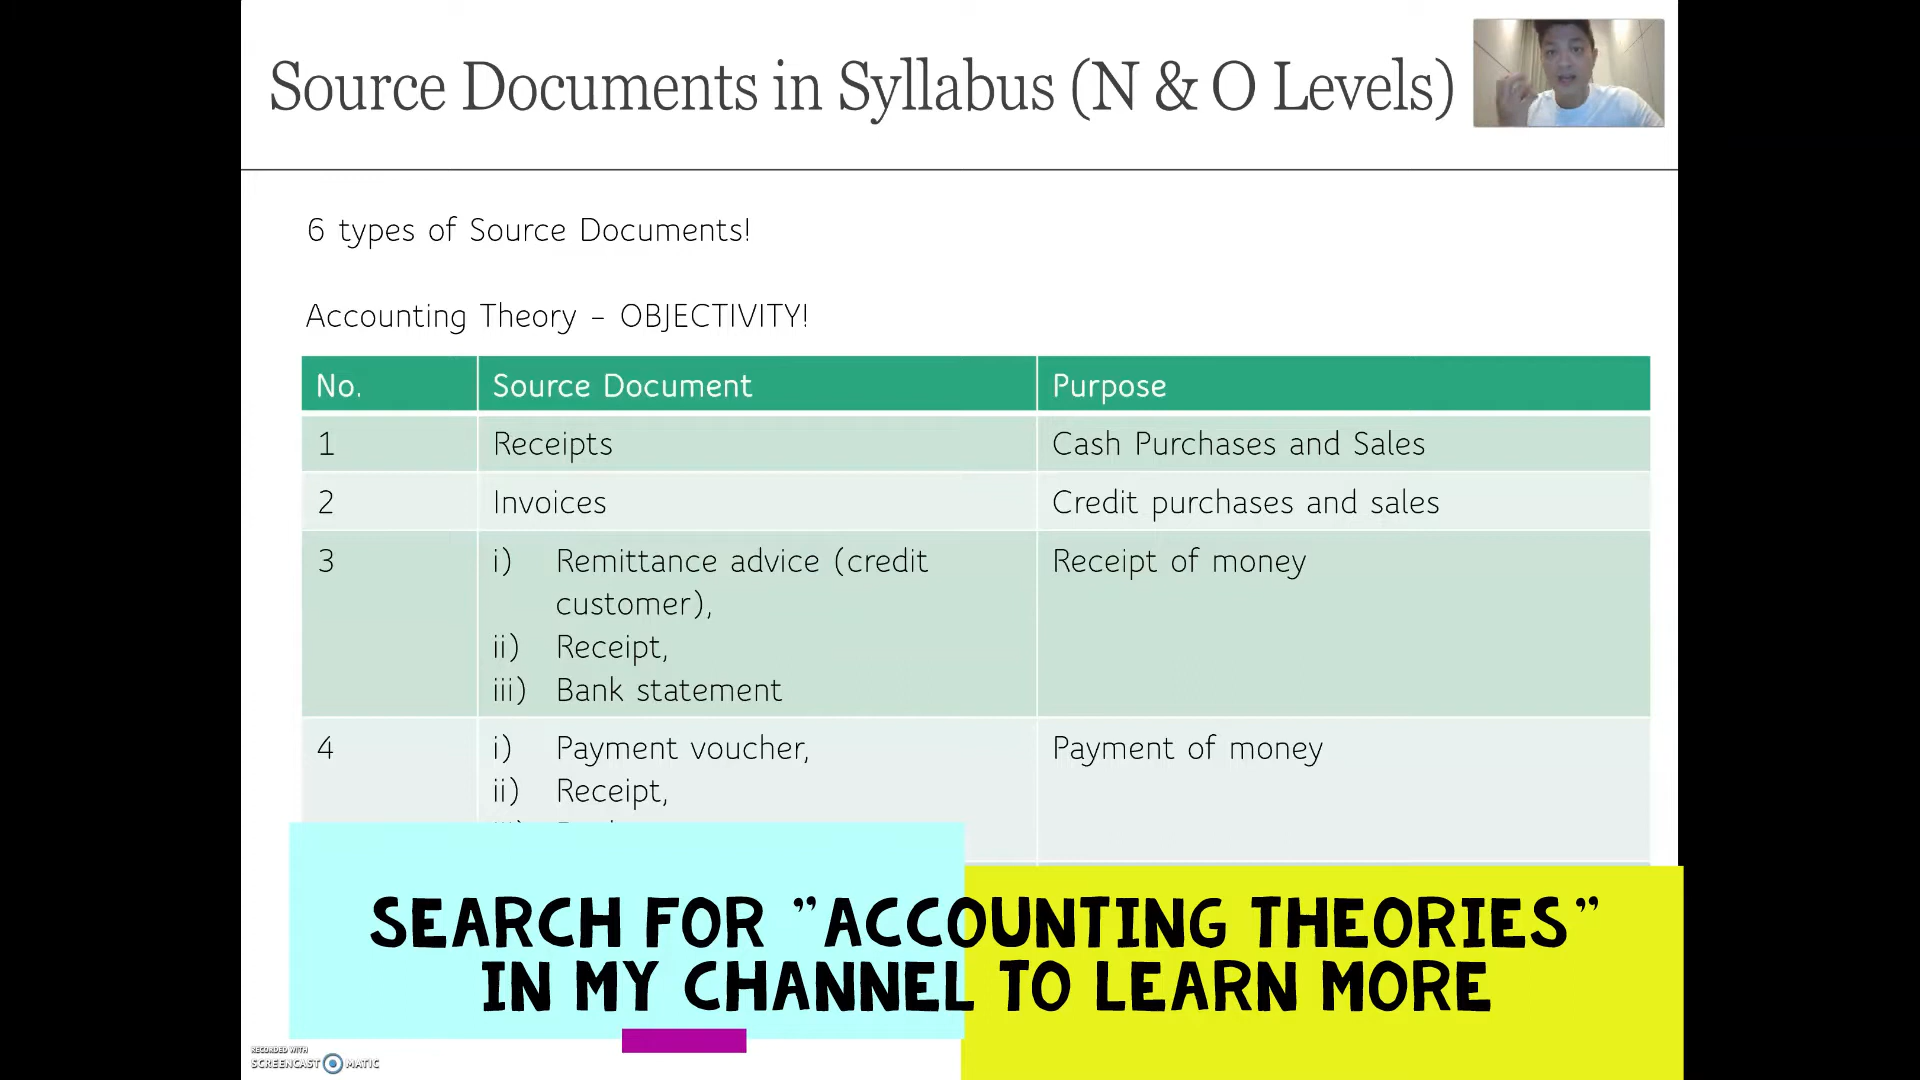 Source Documents in Syllabus (N & O Levels)
6 types of Source Documents!
Accounting Theory – OBJECTIVITY!
No. Source Document Purpose
1 Receipts Cash Purchases and Sales
2 Invoices Credit purchases and sales
3 i) Remittance advice (credit Receipt of money
customer),
ii) Receipt,
iii) Bank statement
4 i) Payment voucher, Payment of money
ii) Receipt,
SEARCH FOR "ACCOUNTING THEORIES"
IN MY CHANNEL TO LEARN MORE
RECORDED WITH
SCREENCAST MATIC